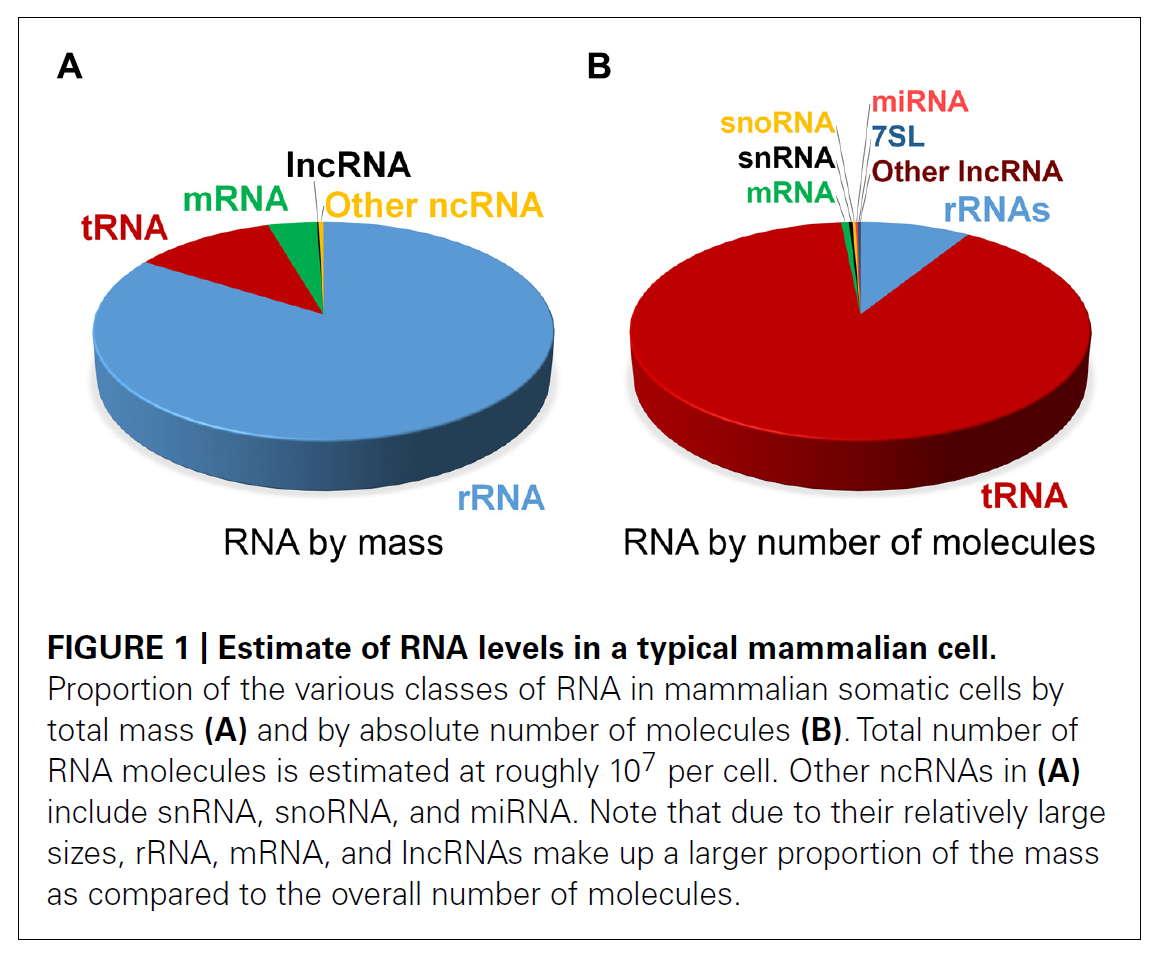 A
lncRNA
mRNA
Other ncRNA
tRNA
rRNA
RNA by mass
B
miRNA
snoRNA
7SL
snRNA
Other lncRNA
mRNA
rRNAs
tRNA
RNA by number of molecules
FIGURE 1 | Estimate of RNA levels in a typical mammalian cell.
Proportion of the various classes of RNA in mammalian somatic cells by
total mass (A) and by absolute number of molecules (B). Total number of
RNA molecules is estimated at roughly 10⁷ per cell. Other ncRNAs in (A)
include snRNA, snoRNA, and miRNA. Note that due to their relatively large
sizes, rRNA, mRNA, and lncRNAs make up a larger proportion of the mass
as compared to the overall number of molecules.